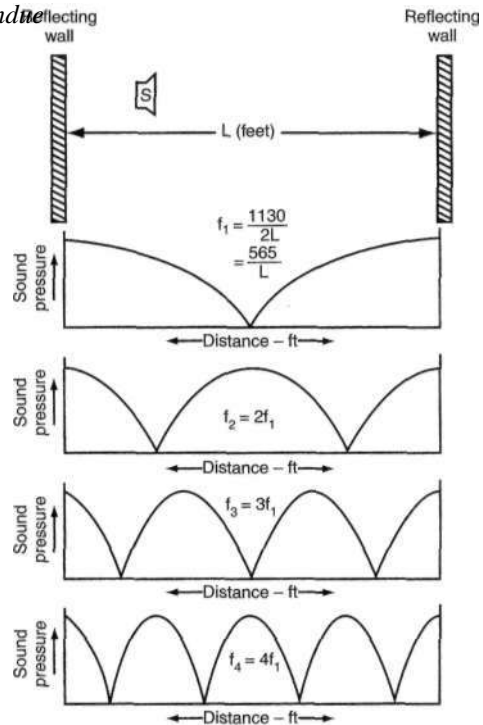 ndue
Reflecting
wall
Reflecting
wall
S
L (feet)
f₁ = 1130
2L
= 565
L
Sound
pressure
Distance – ft
Sound
pressure
f₂ = 2f₁
Distance – ft
Sound
pressure
f₃ = 3f₁
Distance – ft
Sound
pressure
f₄ = 4f₁
Distance – ft